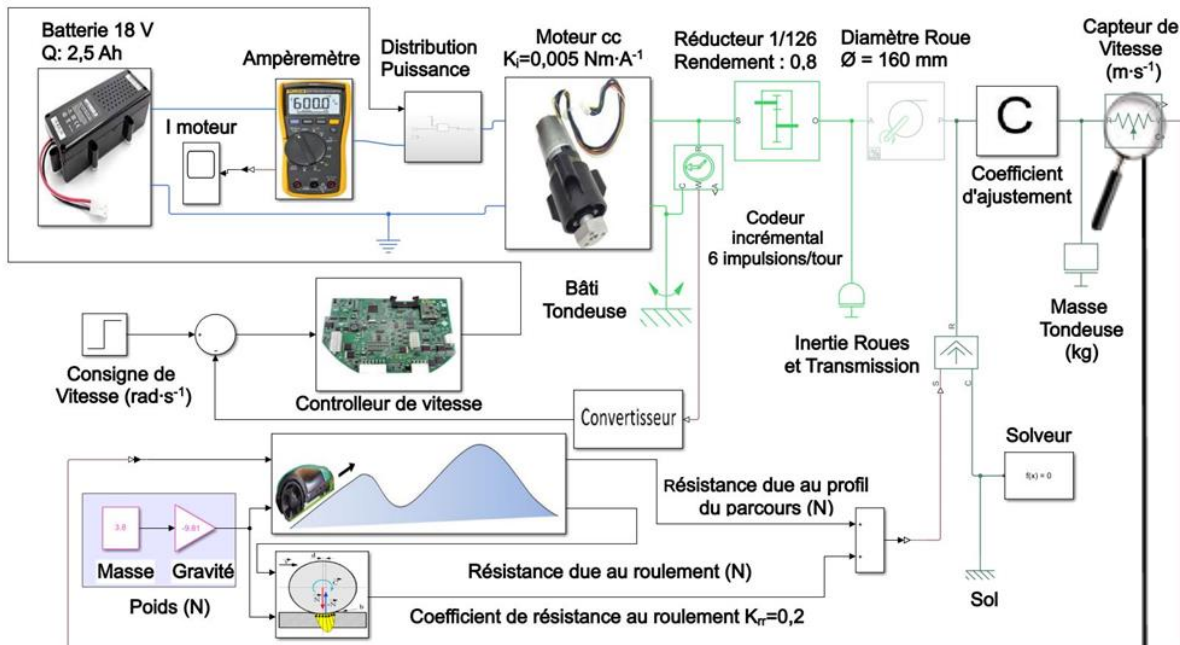 Batterie 18 V
Q: 2,5 Ah
Ampèremètre
600.0
I moteur
Distribution
Puissance
Moteur cc
Kᵢ=0,005 Nm·A⁻¹
Réducteur 1/126
Rendement : 0,8
Diamètre Roue
Ø = 160 mm
Capteur de
Vitesse
(m·s⁻¹)
S
O
A
P
R
C
W
A
C
Coefficient
d'ajustement
Codeur
incrémental
6 impulsions/tour
Bâti
Tondeuse
Inertie Roues
et Transmission
Masse
Tondeuse
(kg)
Consigne de
Vitesse (rad·s⁻¹)
Controlleur de vitesse
Convertisseur
R
S
C
Solveur
f(x) = 0
Résistance due au profil
du parcours (N)
3.8
-9.81
Masse
Gravité
Poids (N)
Résistance due au roulement (N)
Coefficient de résistance au roulement Kᵣᵣ=0,2
Sol